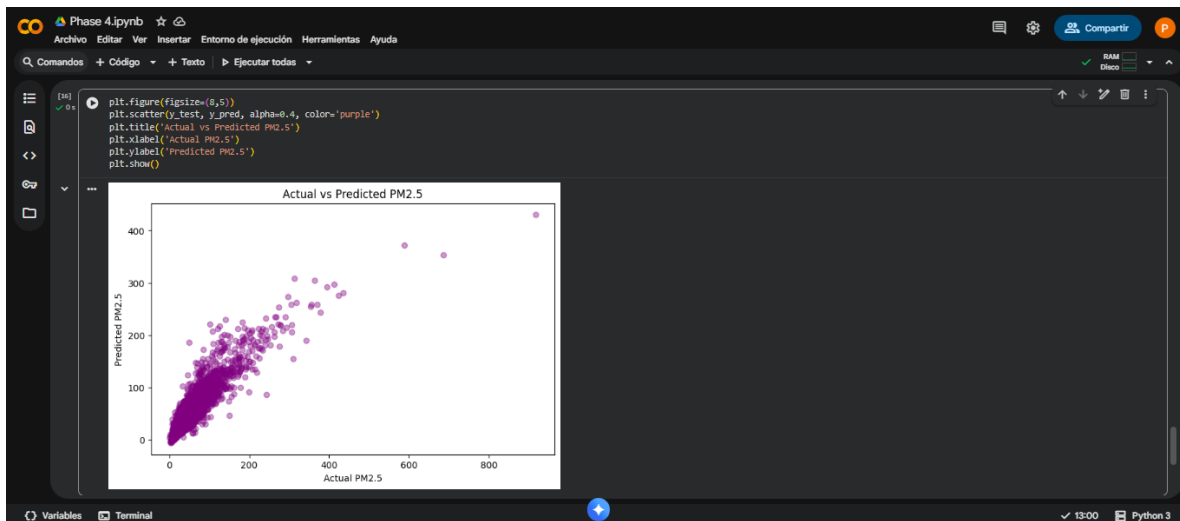 CO Phase 4.ipynb
Archivo Editar Ver Insertar Entorno de ejecución Herramientas Ayuda
Compartir
P
Comandos + Código + Texto Ejecutar todas
RAM
Disco
[16]
0 s
plt.figure(figsize=(8,5))
plt.scatter(y_test, y_pred, alpha=0.4, color='purple')
plt.title('Actual vs Predicted PM2.5')
plt.xlabel('Actual PM2.5')
plt.ylabel('Predicted PM2.5')
plt.show()
Actual vs Predicted PM2.5
Predicted PM2.5
400
300
200
100
0
0 200 400 600 800
Actual PM2.5
Variables Terminal
13:00 Python 3